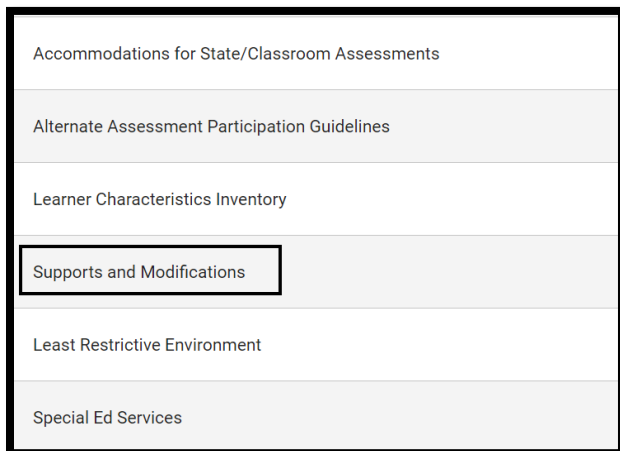 Accommodations for State/Classroom Assessments
Alternate Assessment Participation Guidelines
Learner Characteristics Inventory
Supports and Modifications
Least Restrictive Environment
Special Ed Services